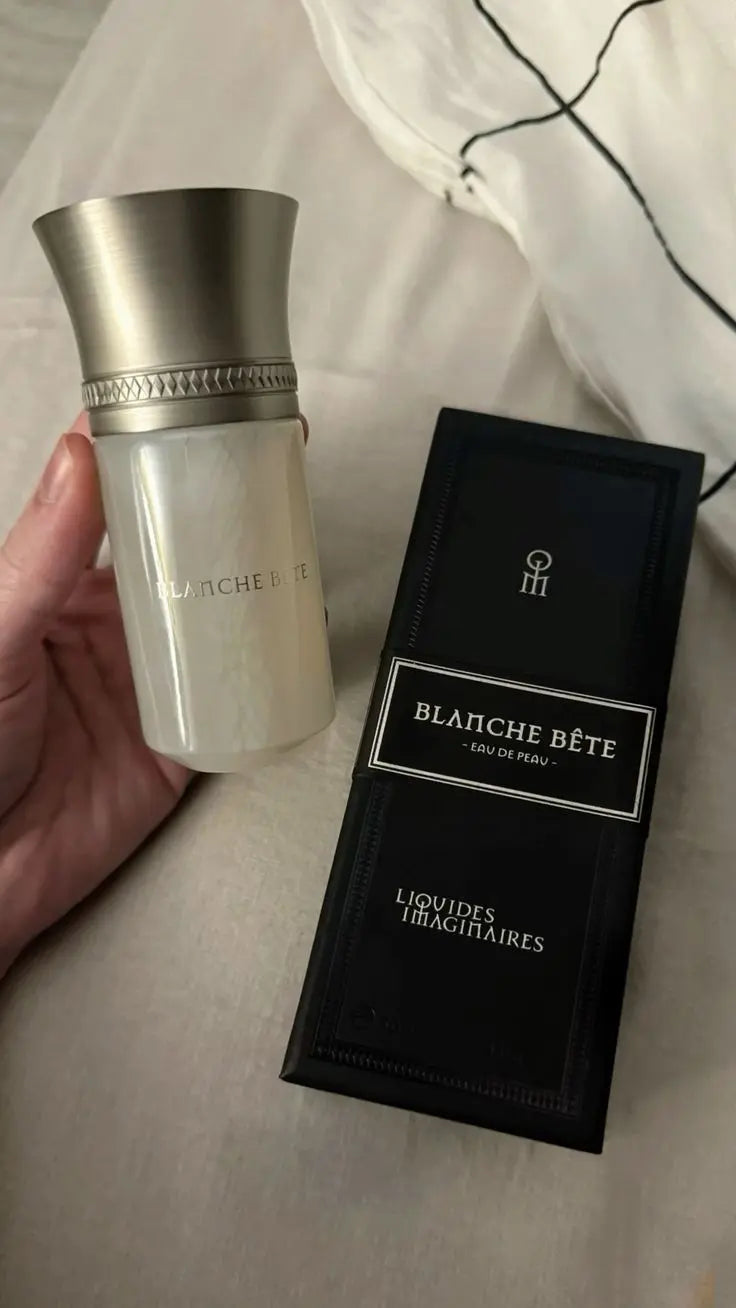 BLANCHE BÊTE
BLANCHE BÊTE
- EAU DE PEAU -
LIQUIDES
IMAGINAIRES